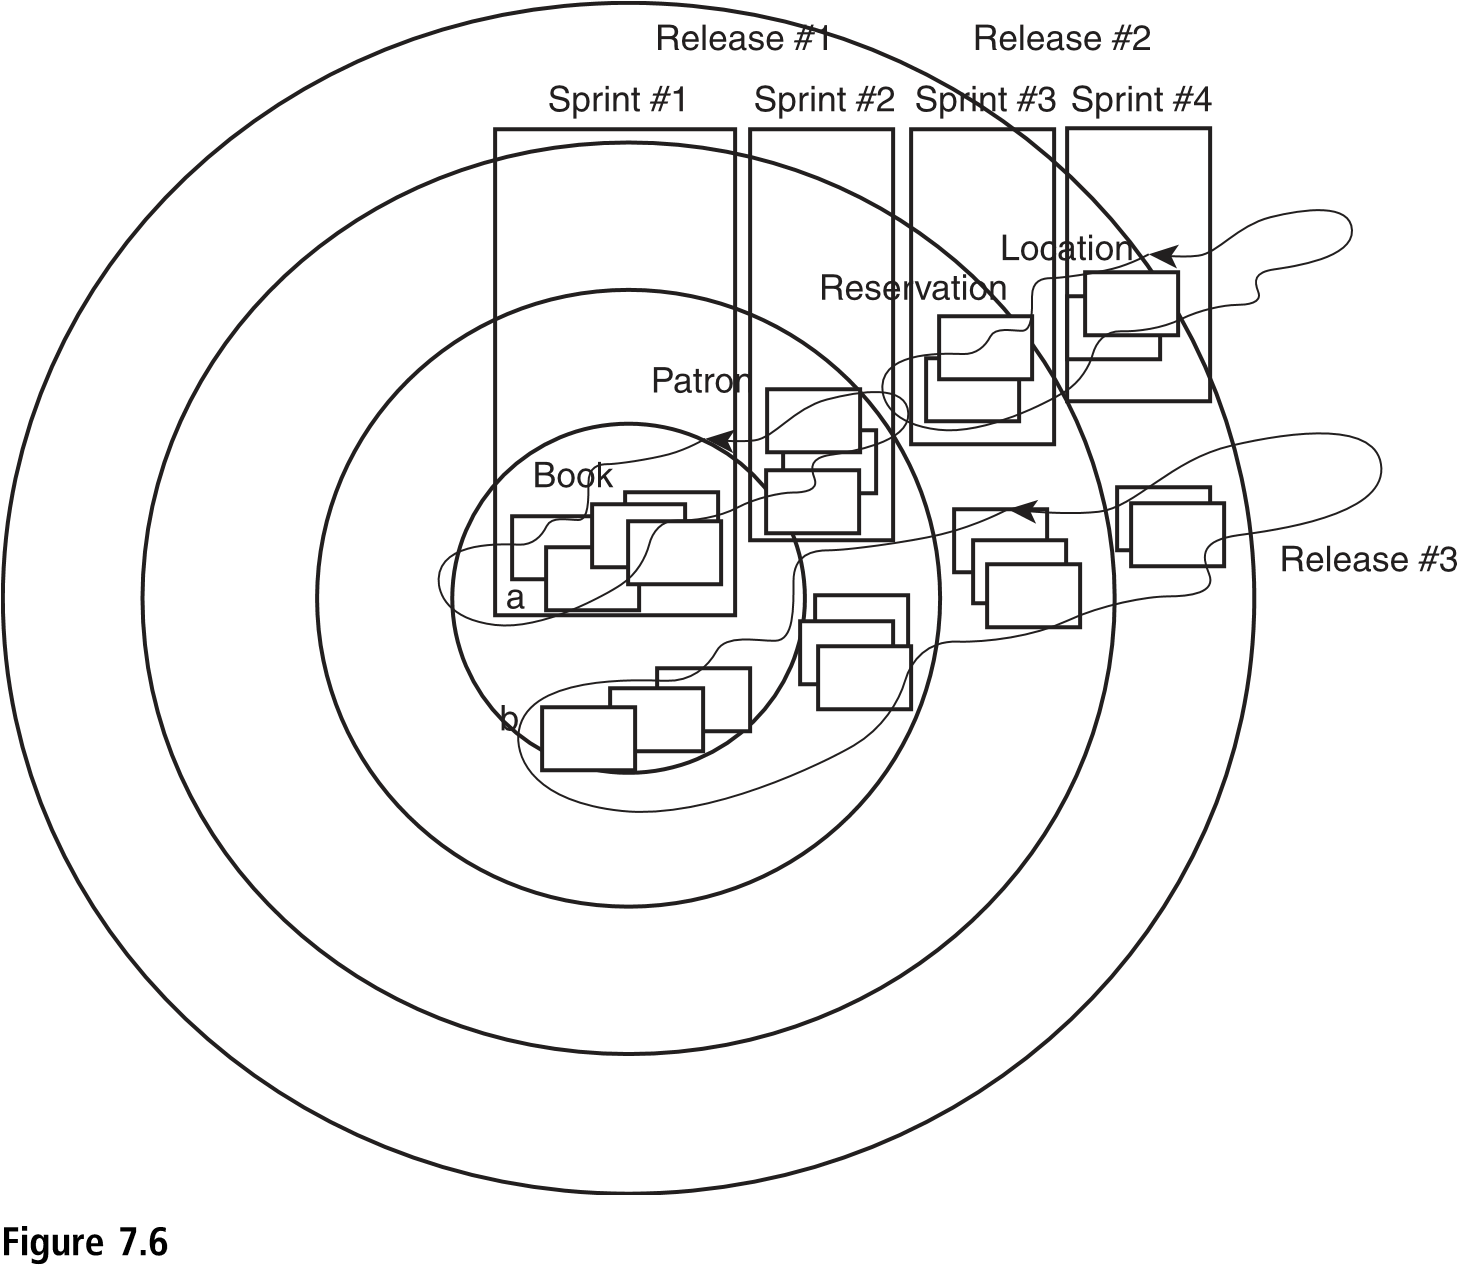 Release #1
Release #2
Sprint #1
Sprint #2
Sprint #3
Sprint #4
Location
Reservation
Patron
Book
Release #3
a
b
Figure 7.6